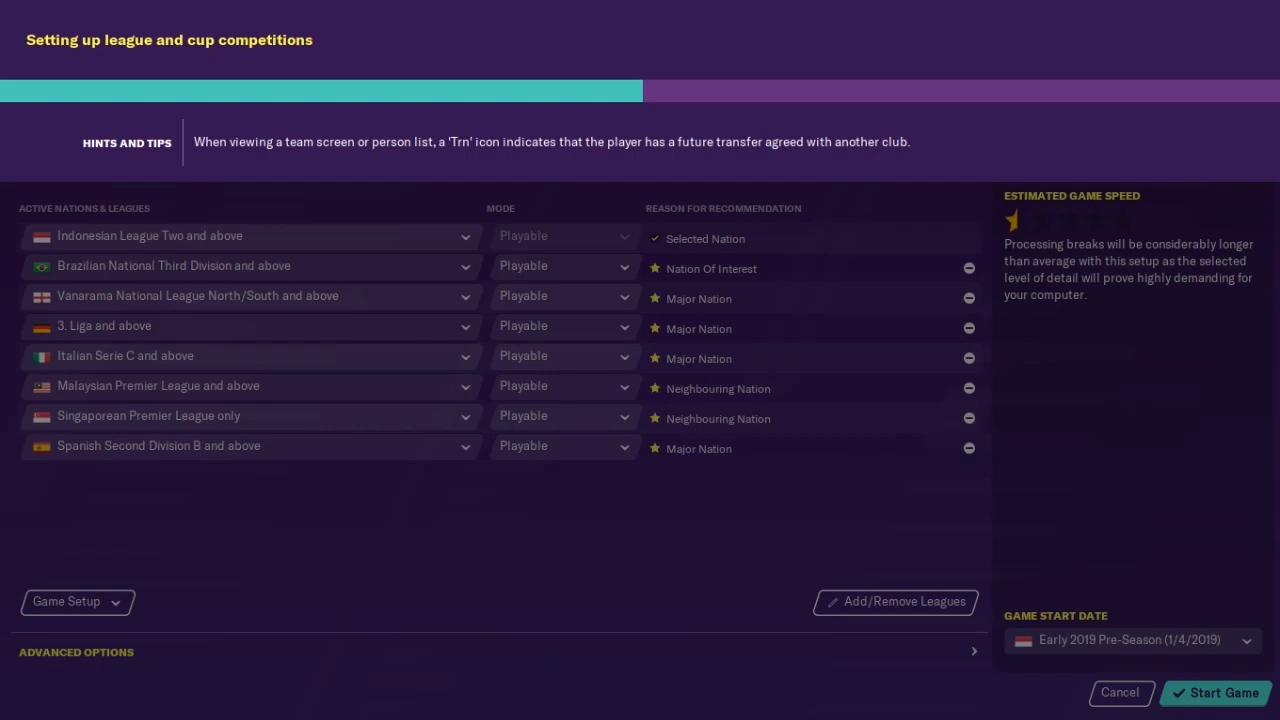 Setting up league and cup competitions
HINTS AND TIPS When viewing a team screen or person list, a 'Trn' icon indicates that the player has a future transfer agreed with another club.
ACTIVE NATIONS & LEAGUES MODE REASON FOR RECOMMENDATION
Indonesian League Two and above Playable Selected Nation
Brazilian National Third Division and above Playable Nation Of Interest
Vanarama National League North/South and above Playable Major Nation
3. Liga and above Playable Major Nation
Italian Serie C and above Playable Major Nation
Malaysian Premier League and above Playable Neighbouring Nation
Singaporean Premier League only Playable Neighbouring Nation
Spanish Second Division B and above Playable Major Nation
ESTIMATED GAME SPEED
Processing breaks will be considerably longer
than average with this setup as the selected
level of detail will prove highly demanding for
your computer.
Game Setup Add/Remove Leagues
ADVANCED OPTIONS
GAME START DATE
Early 2019 Pre-Season (1/4/2019)
Cancel Start Game